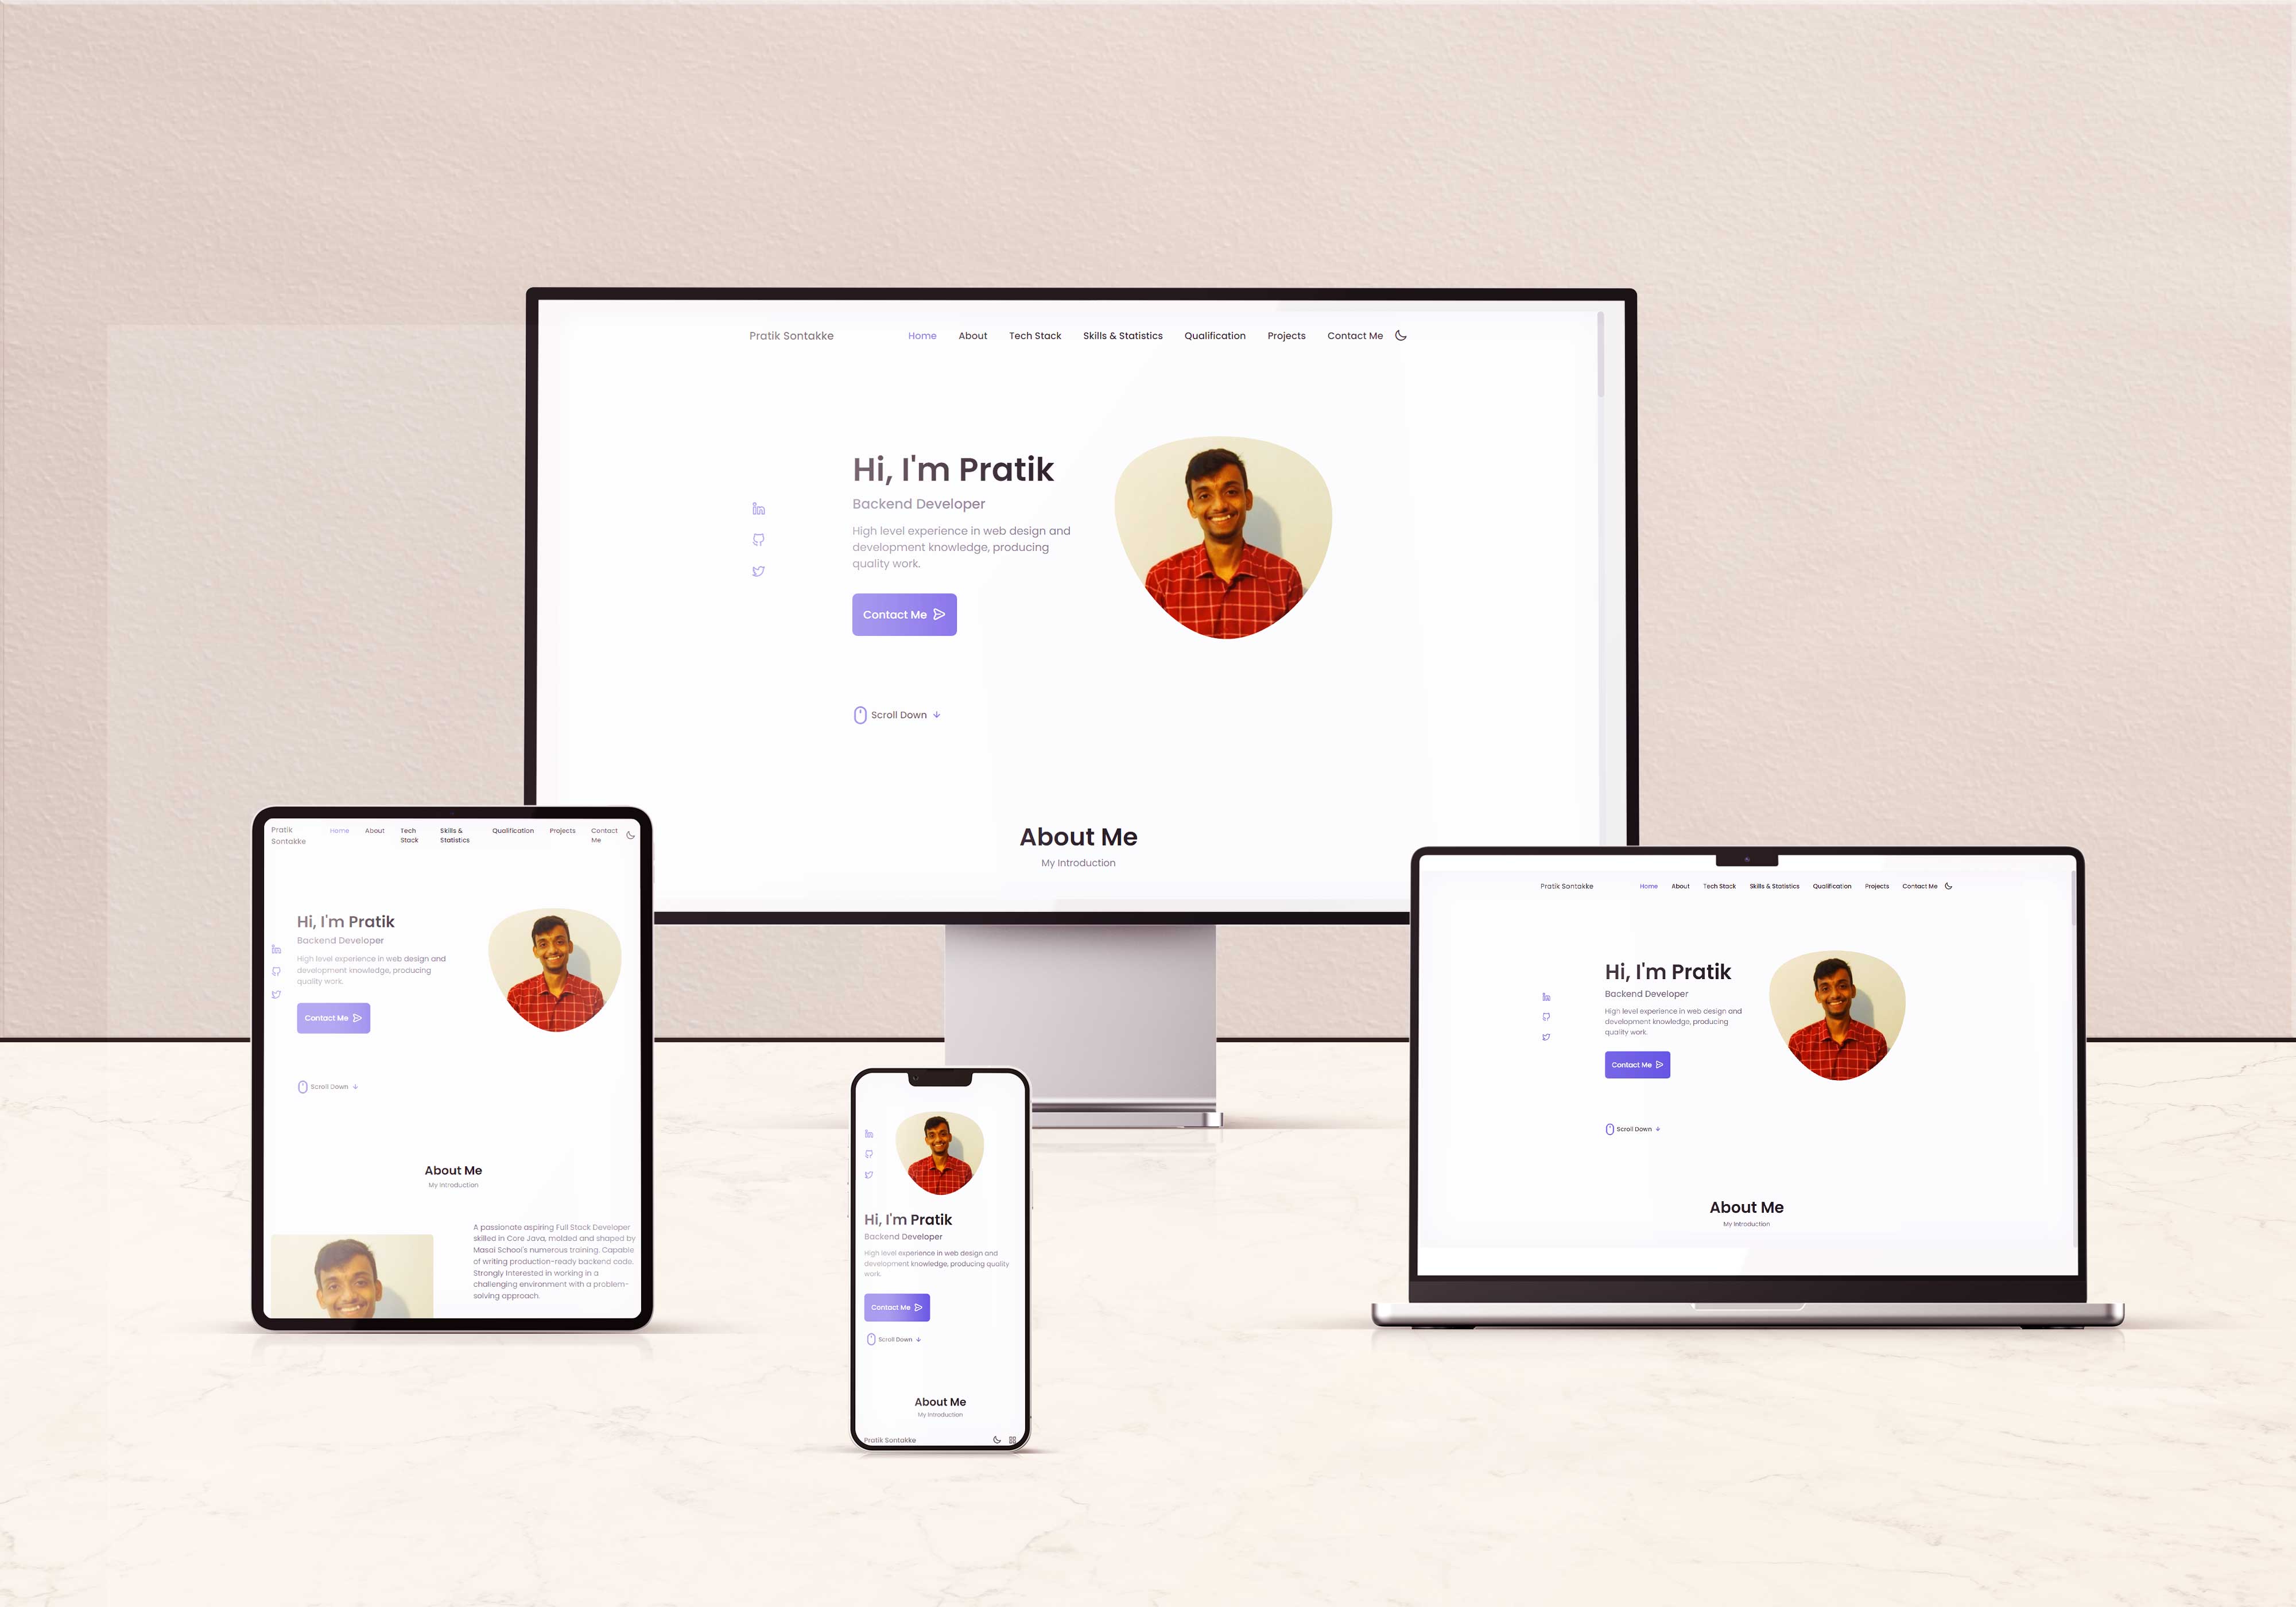 Pratik Sontakke Home About Tech Stack Skills & Statistics Qualification Projects Contact Me
Hi, I'm Pratik
Backend Developer
High level experience in web design and
development knowledge, producing
quality work.
Contact Me
Scroll Down
About Me
My Introduction
Pratik
Sontakke
Home
About
Tech
Stack
Skills &
Statistics
Qualification
Projects
Contact
Me
Hi, I'm Pratik
Backend Developer
High level experience in web design and
development knowledge, producing
quality work.
Contact Me
Scroll Down
About Me
My Introduction
A passionate aspiring Full Stack Developer
skilled in Core Java, molded and shaped by
Masai School's numerous training. Capable
of writing production-ready backend code.
Strongly Interested in working in a
challenging environment with a problem-
solving approach.
Hi, I'm Pratik
Backend Developer
High level experience in web design and
development knowledge, producing quality
work.
Contact Me
Scroll Down
About Me
My Introduction
Pratik Sontakke
Pratik Sontakke Home About Tech Stack Skills & Statistics Qualification Projects Contact Me
Hi, I'm Pratik
Backend Developer
High level experience in web design and
development knowledge, producing
quality work.
Contact Me
Scroll Down
About Me
My Introduction